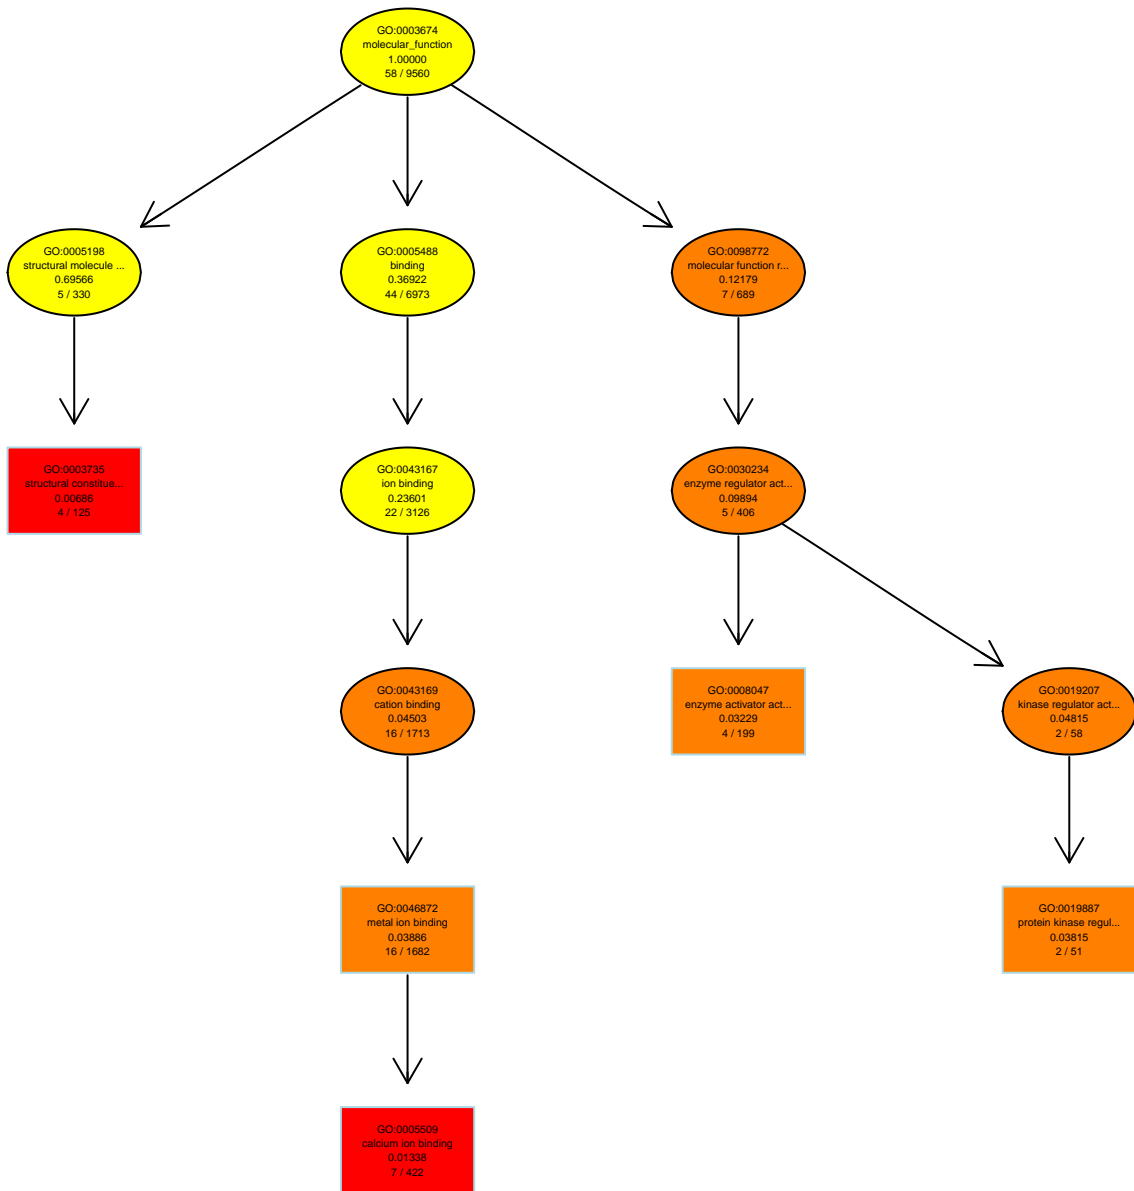 GO:0003674
molecular_function
1.00000
58 / 9560
GO:0005198
structural molecule ...
0.69566
5 / 330
GO:0005488
binding
0.36922
44 / 6973
GO:0098772
molecular function r...
0.12179
7 / 689
GO:0003735
structural constitue...
0.00686
4 / 125
GO:0043167
ion binding
0.23601
22 / 3126
GO:0030234
enzyme regulator act...
0.09894
5 / 406
GO:0043169
cation binding
0.04503
16 / 1713
GO:0008047
enzyme activator act...
0.03229
4 / 199
GO:0019207
kinase regulator act...
0.04815
2 / 58
GO:0046872
metal ion binding
0.03886
16 / 1682
GO:0019887
protein kinase regul...
0.03815
2 / 51
GO:0005509
calcium ion binding
0.01338
7 / 422